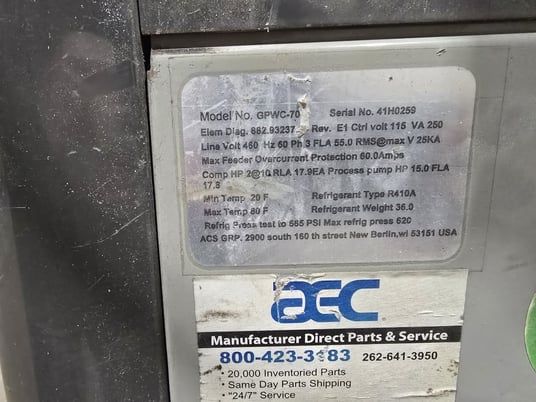 Model No. GPWC-70 Serial No. 41H0259
Elem Diag. 882.93237 Rev. E1 Ctrl volt 115 VA 250
Line Volt 460 Hz 60 Ph 3 FLA 55.0 RMS@max V 25KA
Max Feeder Overcurrent Protection 60.0Amps
Comp HP 2@10 RLA 17.9EA Process pump HP 15.0 FLA
17.8
Min Temp 20 F Refrigerant Type R410A
Max Temp 80 F Refrigerant Weight 36.0
Refrig Press test to 585 PSI Max refrig press 620
ACS GRP. 2900 south 160 th street New Berlin,wi 53151 USA
AEC
Manufacturer Direct Parts & Service
800-423-3183 262-641-3950
• 20,000 Inventoried Parts
• Same Day Parts Shipping
• "24/7" Service